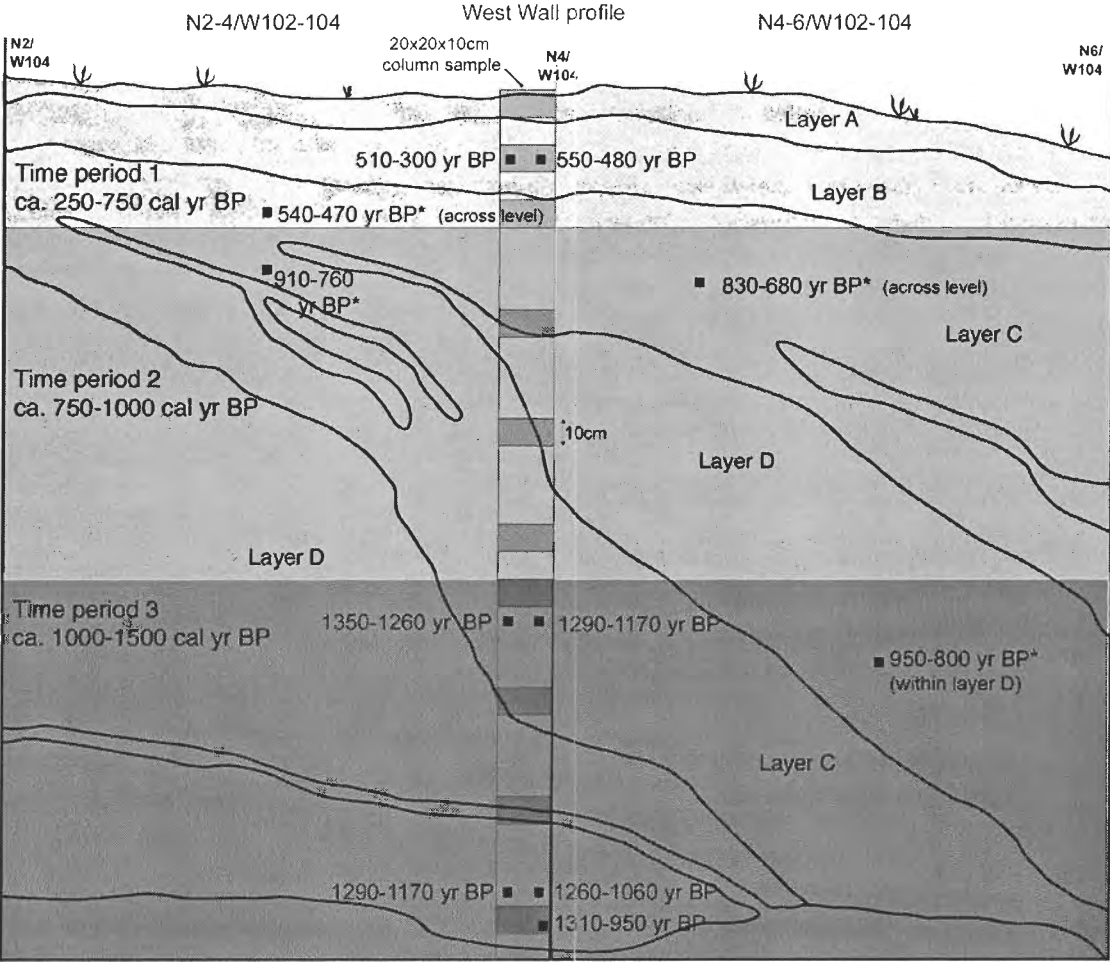 West Wall profile
N2-4/W102-104
N4-6/W102-104
N2/
W104
20x20x10cm
column sample
N4/
W104
N6/
W104
Layer A
510-300 yr BP
550-480 yr BP
Time period 1
ca. 250-750 cal yr BP
Layer B
540-470 yr BP* (across level)
910-760
yr BP*
830-680 yr BP* (across level)
Layer C
Time period 2
ca. 750-1000 cal yr BP
10cm
Layer D
Layer D
Time period 3
ca. 1000-1500 cal yr BP
1350-1260 yr BP
1290-1170 yr BP
950-800 yr BP*
(within layer D)
Layer C
1290-1170 yr BP
1260-1060 yr BP
1310-950 yr BP